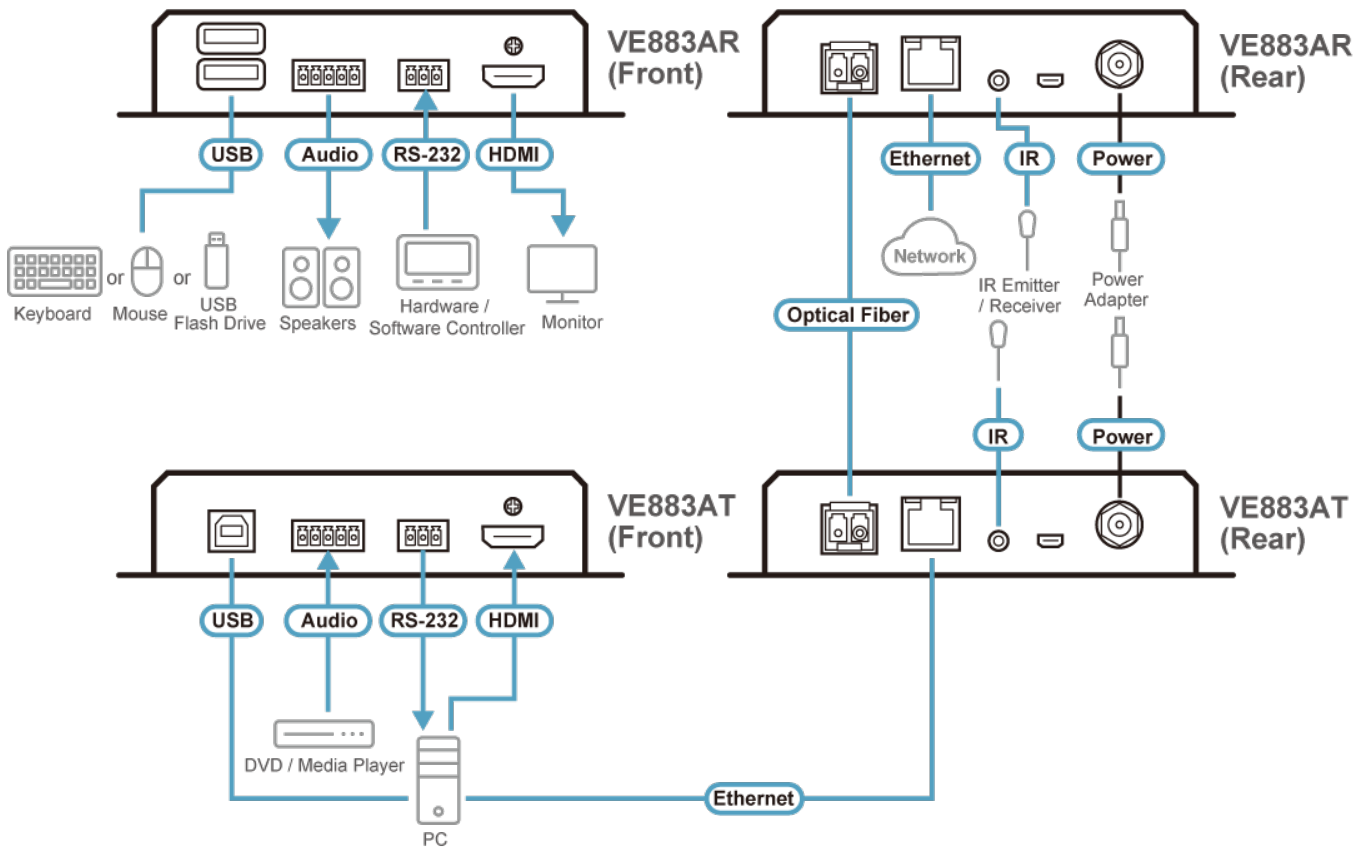 VE883AR
(Front)
USB
Audio
RS-232
HDMI
Keyboard
or
Mouse
or
USB
Flash Drive
Speakers
Hardware /
Software Controller
Monitor
VE883AR
(Rear)
Ethernet
IR
Power
Network
IR Emitter
/ Receiver
Power
Adapter
Optical Fiber
IR
Power
VE883AT
(Front)
USB
Audio
RS-232
HDMI
DVD / Media Player
PC
VE883AT
(Rear)
Ethernet